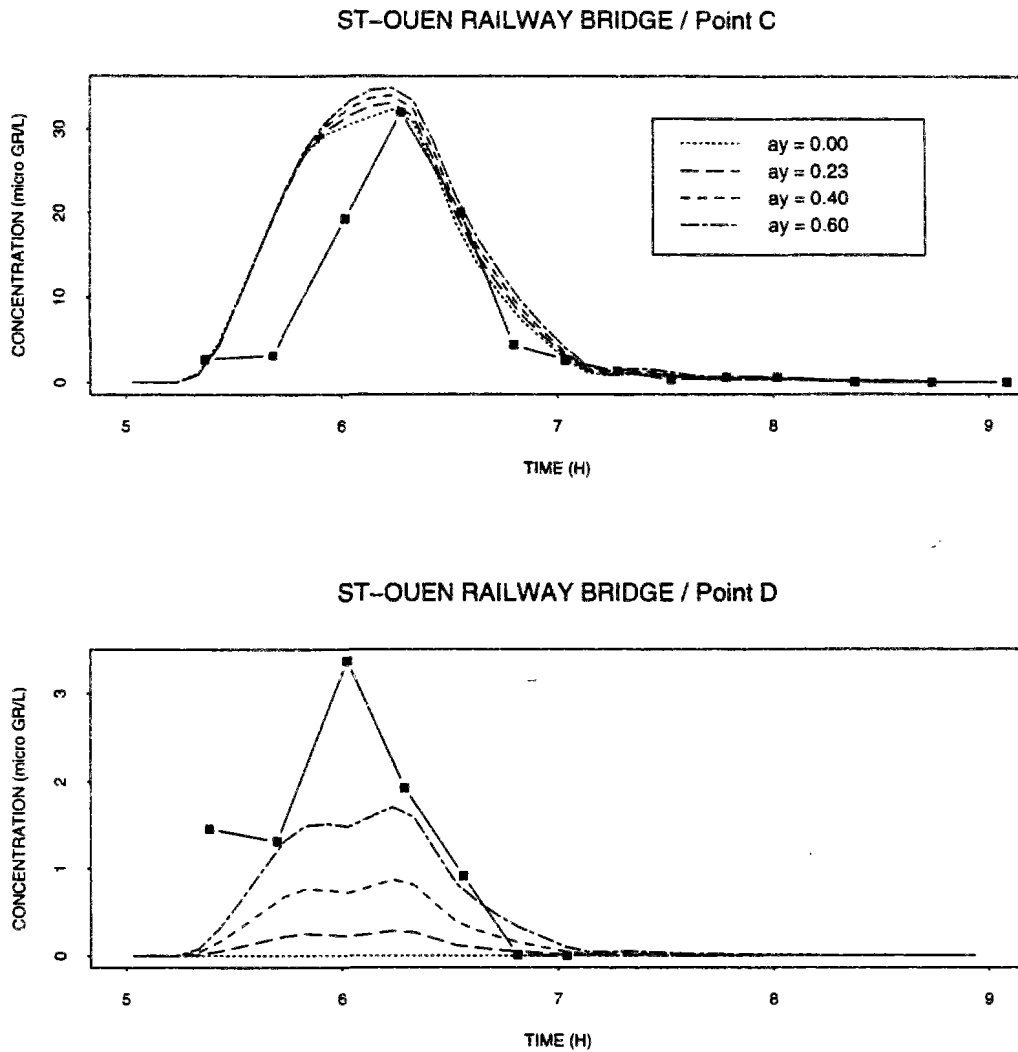 ST-OUEN RAILWAY BRIDGE / Point C
CONCENTRATION (micro GR/L)
30
20
10
0
ay = 0.00
ay = 0.23
ay = 0.40
ay = 0.60
5 6 7 8 9
TIME (H)
ST-OUEN RAILWAY BRIDGE / Point D
CONCENTRATION (micro GR/L)
3
2
1
0
5 6 7 8 9
TIME (H)